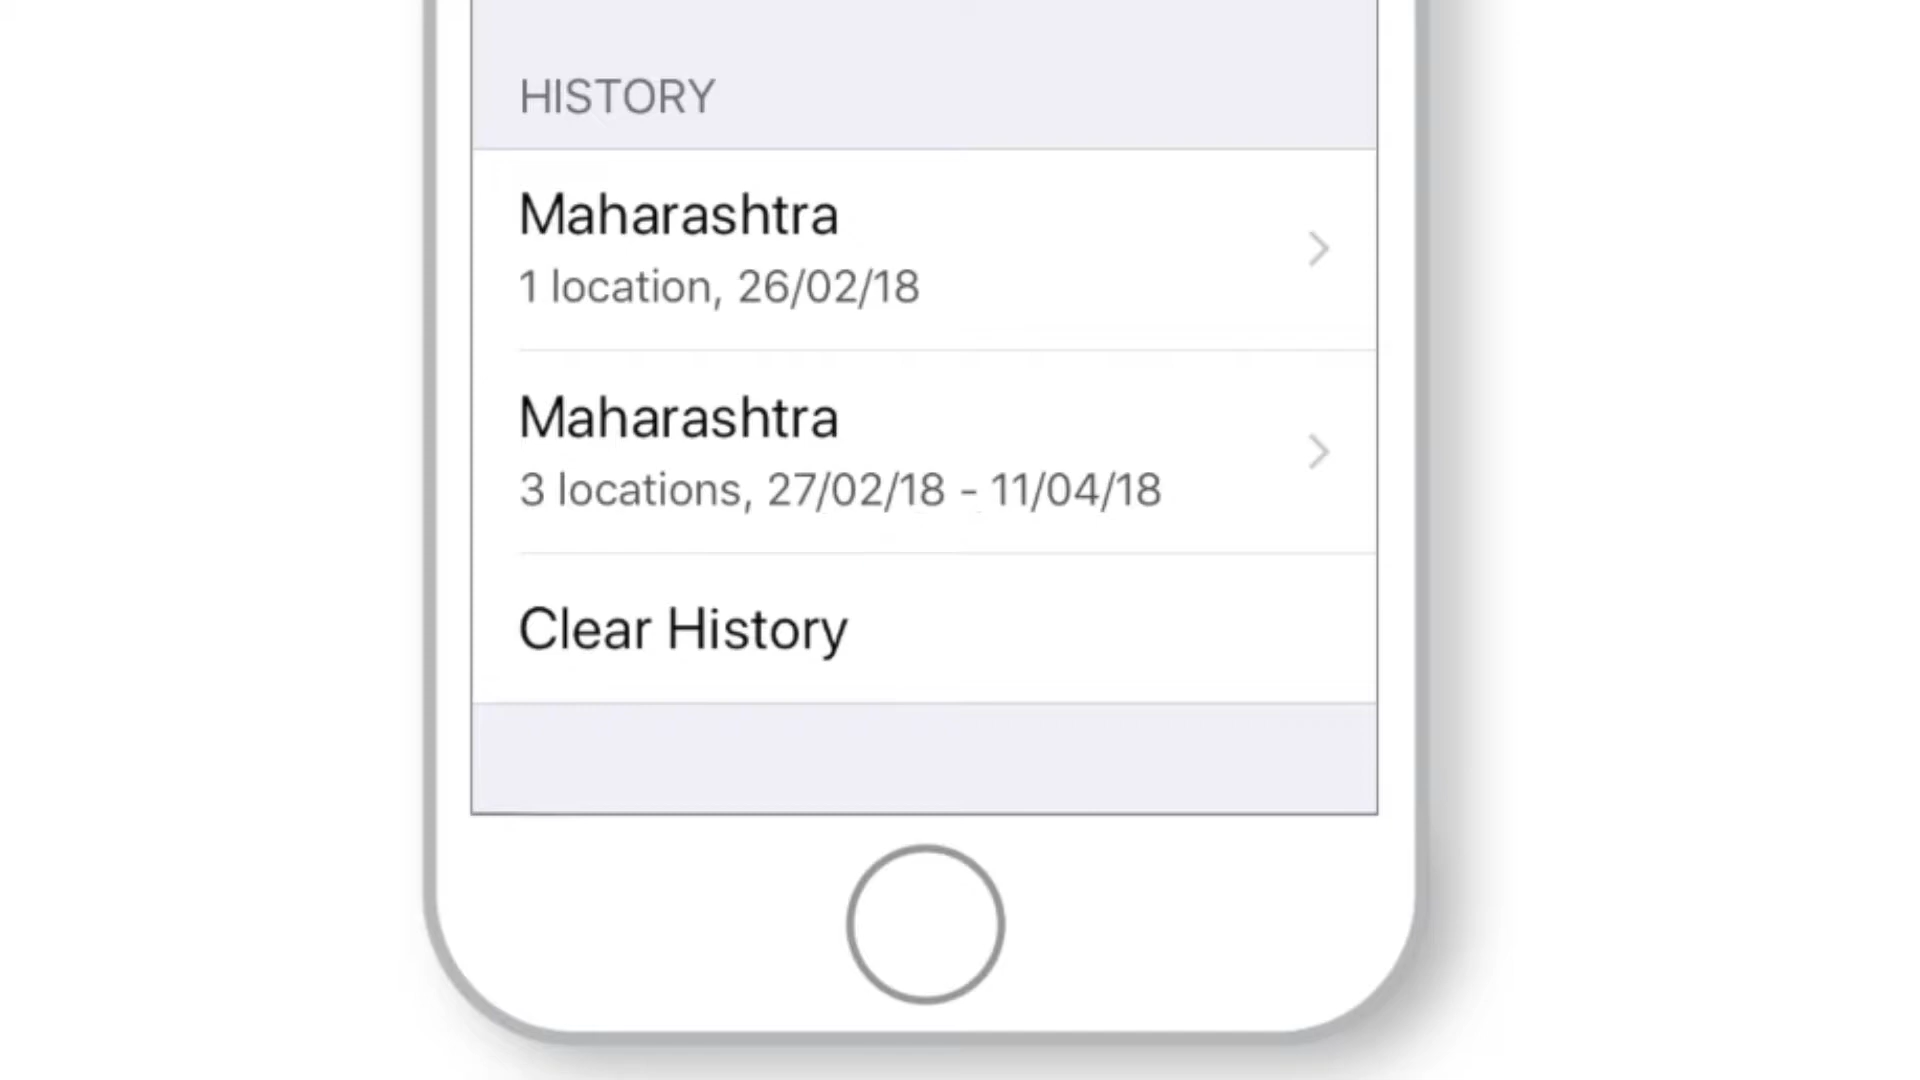 HISTORY
Maharashtra
1 location, 26/02/18
Maharashtra
3 locations, 27/02/18 - 11/04/18
Clear History